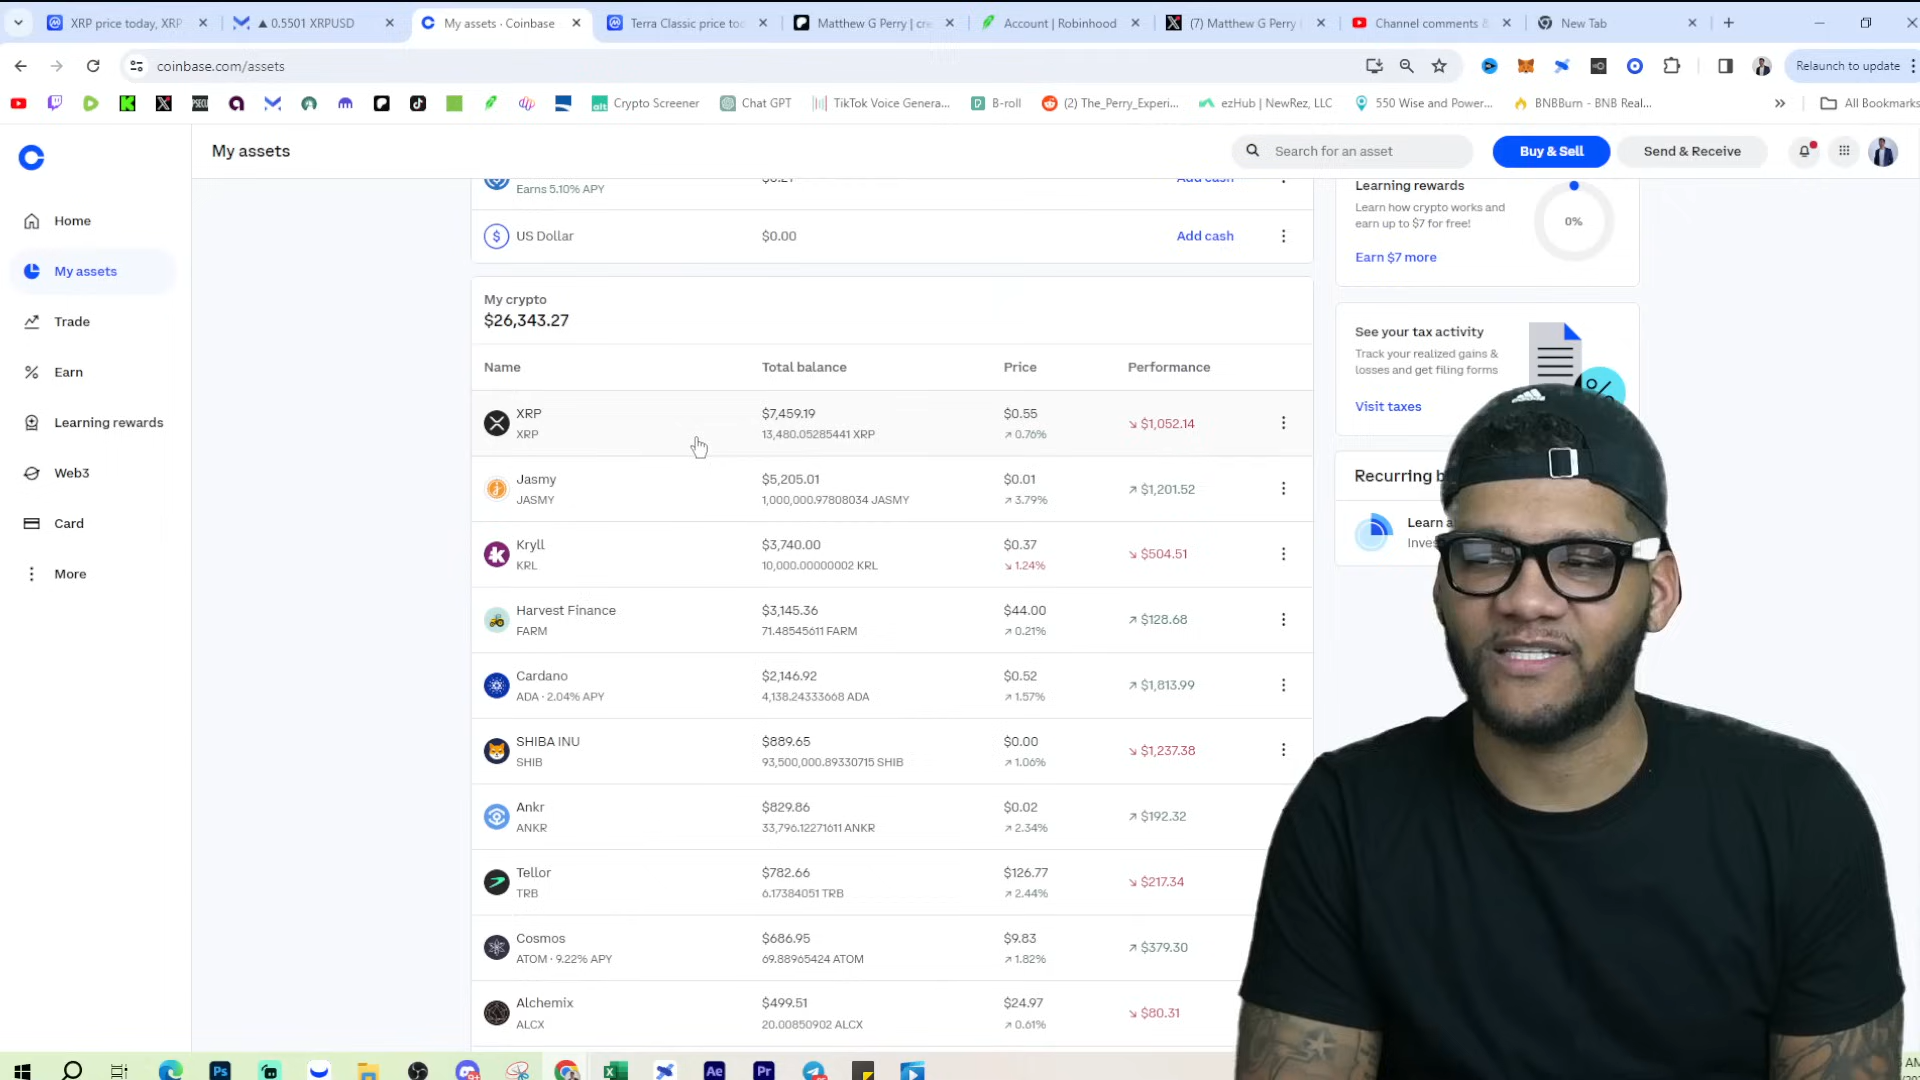 XRP price today, XRP
▲ 0.5501 XRPUSD
My assets · Coinbase
Terra Classic price to
Matthew G Perry | cre
Account | Robinhood
(7) Matthew G Perry
Channel comments &
New Tab
coinbase.com/assets
Relaunch to update
alt Crypto Screener
Chat GPT
TikTok Voice Genera...
B-roll
(2) The_Perry_Experi...
ezHub | NewRez, LLC
550 Wise and Power...
BNBBurn - BNB Real...
All Bookmarks
My assets
Search for an asset
Buy & Sell
Send & Receive
Home
My assets
Trade
Earn
Learning rewards
Web3
Card
More
Earns 5.10% APY
Add cash
US Dollar
$0.00
Add cash
My crypto
$26,343.27
Name
Total balance
Price
Performance
XRP
$7,459.19
$0.55
XRP
13,480.05285441 XRP
↗ 0.76%
↘ $1,052.14
Jasmy
$5,205.01
$0.01
JASMY
1,000,000.97808034 JASMY
↗ 3.79%
↗ $1,201.52
Kryll
$3,740.00
$0.37
KRL
10,000.00000002 KRL
↘ 1.24%
↘ $504.51
Harvest Finance
$3,145.36
$44.00
FARM
71.48545611 FARM
↗ 0.21%
↗ $128.68
Cardano
$2,146.92
$0.52
ADA · 2.04% APY
4,138.24333668 ADA
↗ 1.57%
↗ $1,813.99
SHIBA INU
$889.65
$0.00
SHIB
93,500,000.89330715 SHIB
↗ 1.06%
↘ $1,237.38
Ankr
$829.86
$0.02
ANKR
33,796.12271611 ANKR
↗ 2.34%
↗ $192.32
Tellor
$782.66
$126.77
TRB
6.17384051 TRB
↗ 2.44%
↘ $217.34
Cosmos
$686.95
$9.83
ATOM · 9.22% APY
69.88965424 ATOM
↗ 1.82%
↗ $379.30
Alchemix
$499.51
$24.97
ALCX
20.00850902 ALCX
↗ 0.61%
↘ $80.31
Learning rewards
Learn how crypto works and
earn up to $7 for free!
0%
Earn $7 more
See your tax activity
Track your realized gains &
losses and get filing forms
Visit taxes
Recurring b
Learn a
Inves
Ps
Ae
Pr
AM